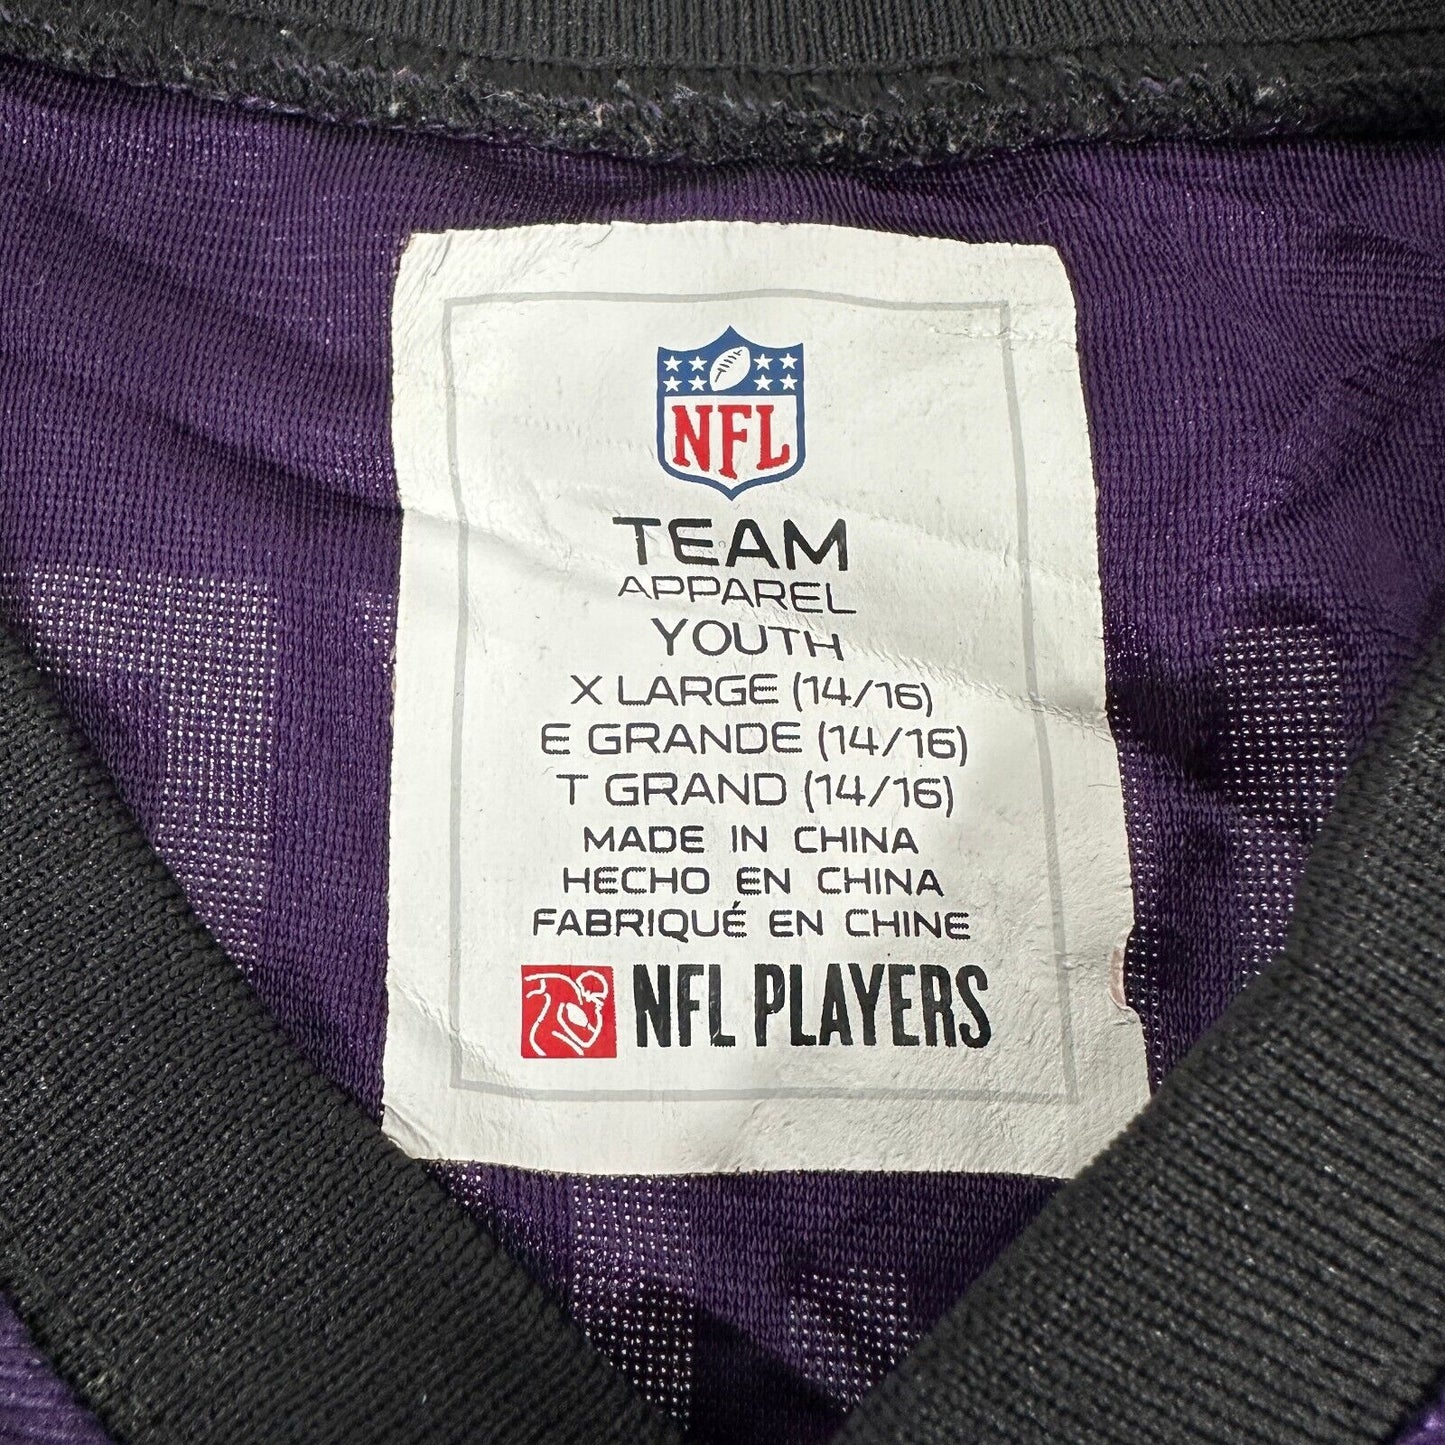 NFL
TEAM
APPAREL
YOUTH
X LARGE (14/16)
E GRANDE (14/16)
T GRAND (14/16)
MADE IN CHINA
HECHO EN CHINA
FABRIQUÉ EN CHINE
NFL PLAYERS